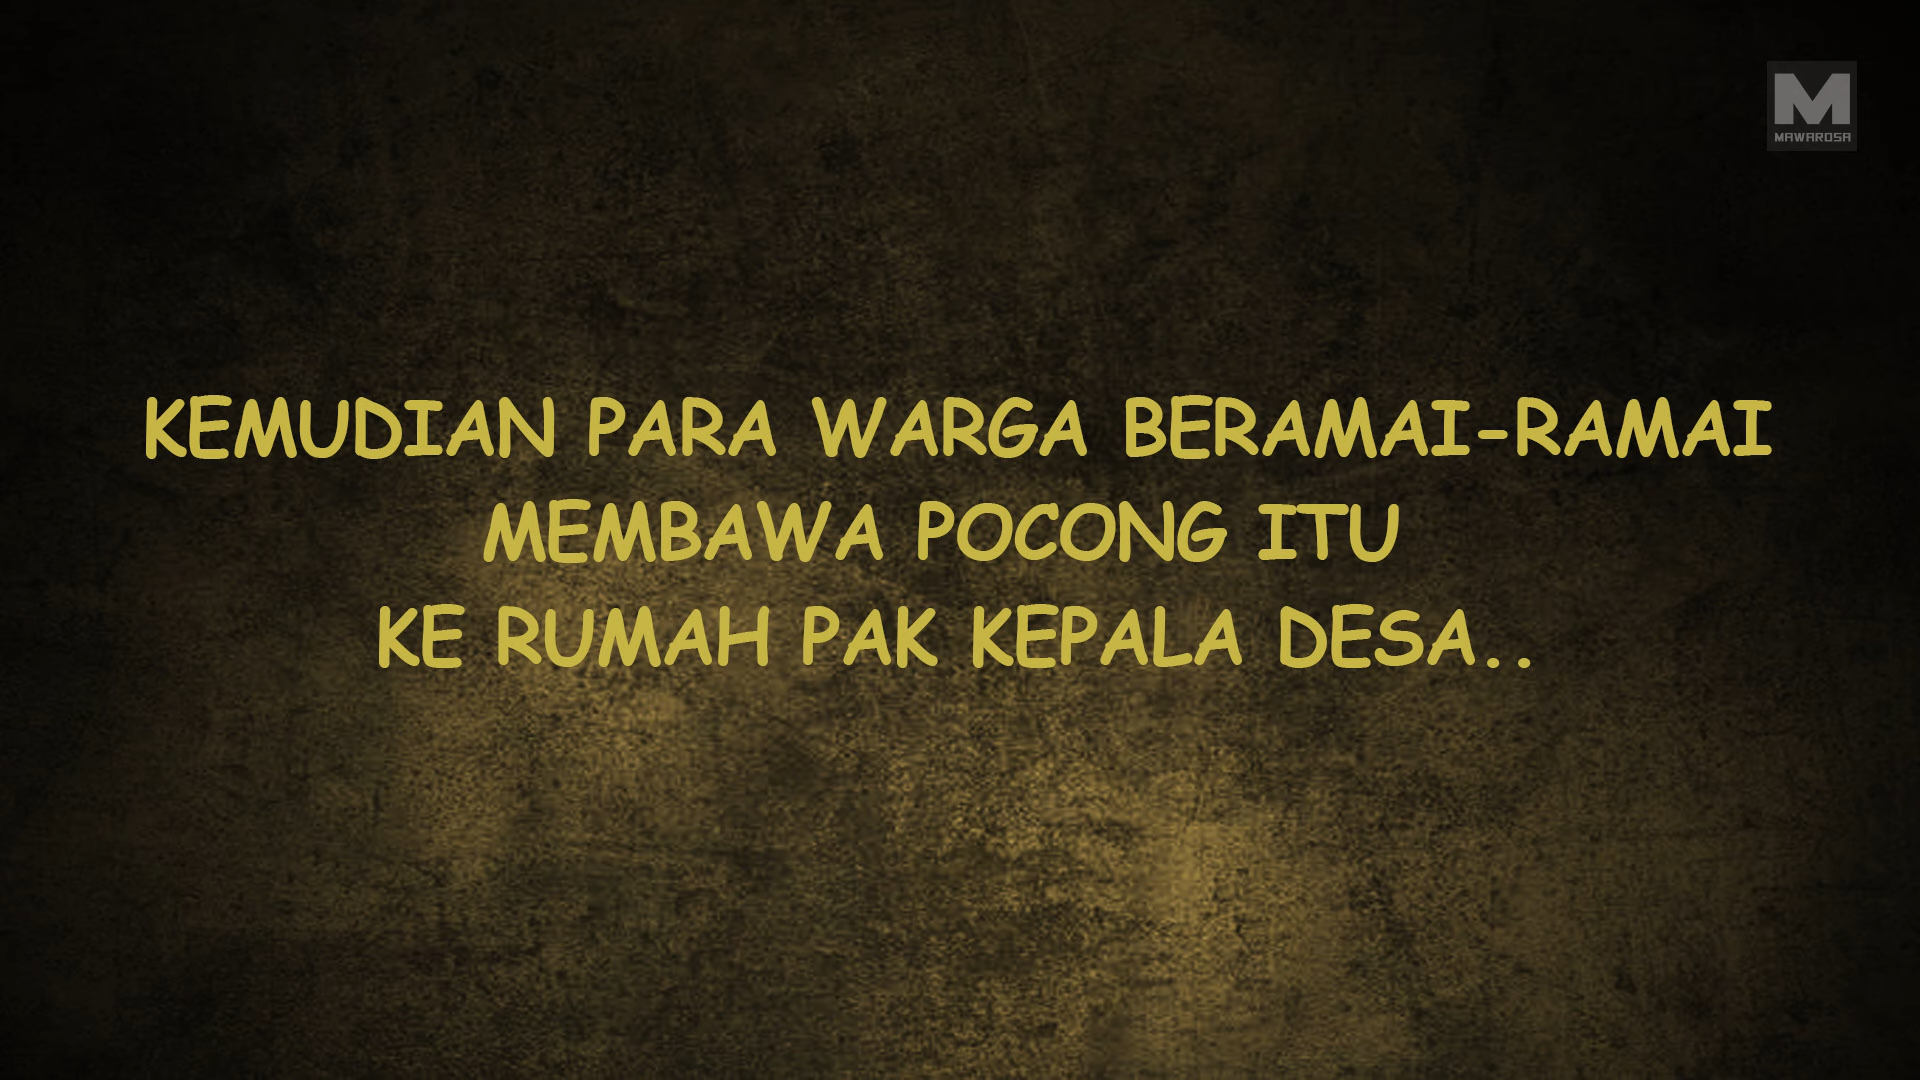 M
MAWAROSA
KEMUDIAN PARA WARGA BERAMAI-RAMAI
MEMBAWA POCONG ITU
KE RUMAH PAK KEPALA DESA..